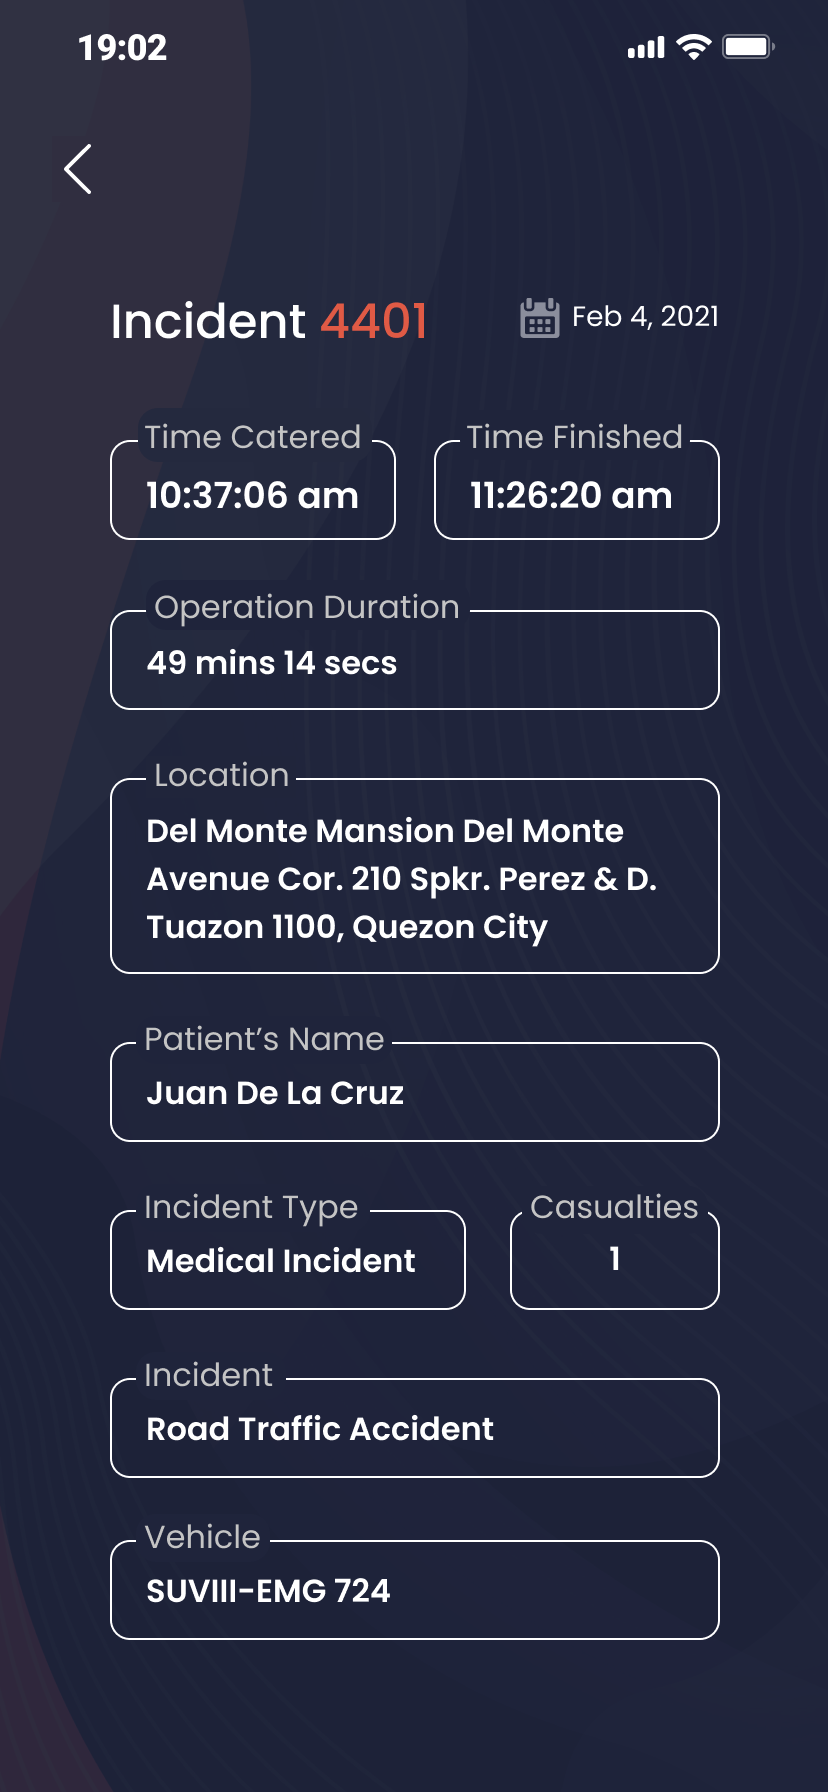 19:02
Incident 4401
Feb 4, 2021
Time Catered
10:37:06 am
Time Finished
11:26:20 am
Operation Duration
49 mins 14 secs
Location
Del Monte Mansion Del Monte
Avenue Cor. 210 Spkr. Perez & D.
Tuazon 1100, Quezon City
Patient’s Name
Juan De La Cruz
Incident Type
Medical Incident
Casualties
1
Incident
Road Traffic Accident
Vehicle
SUVIII-EMG 724